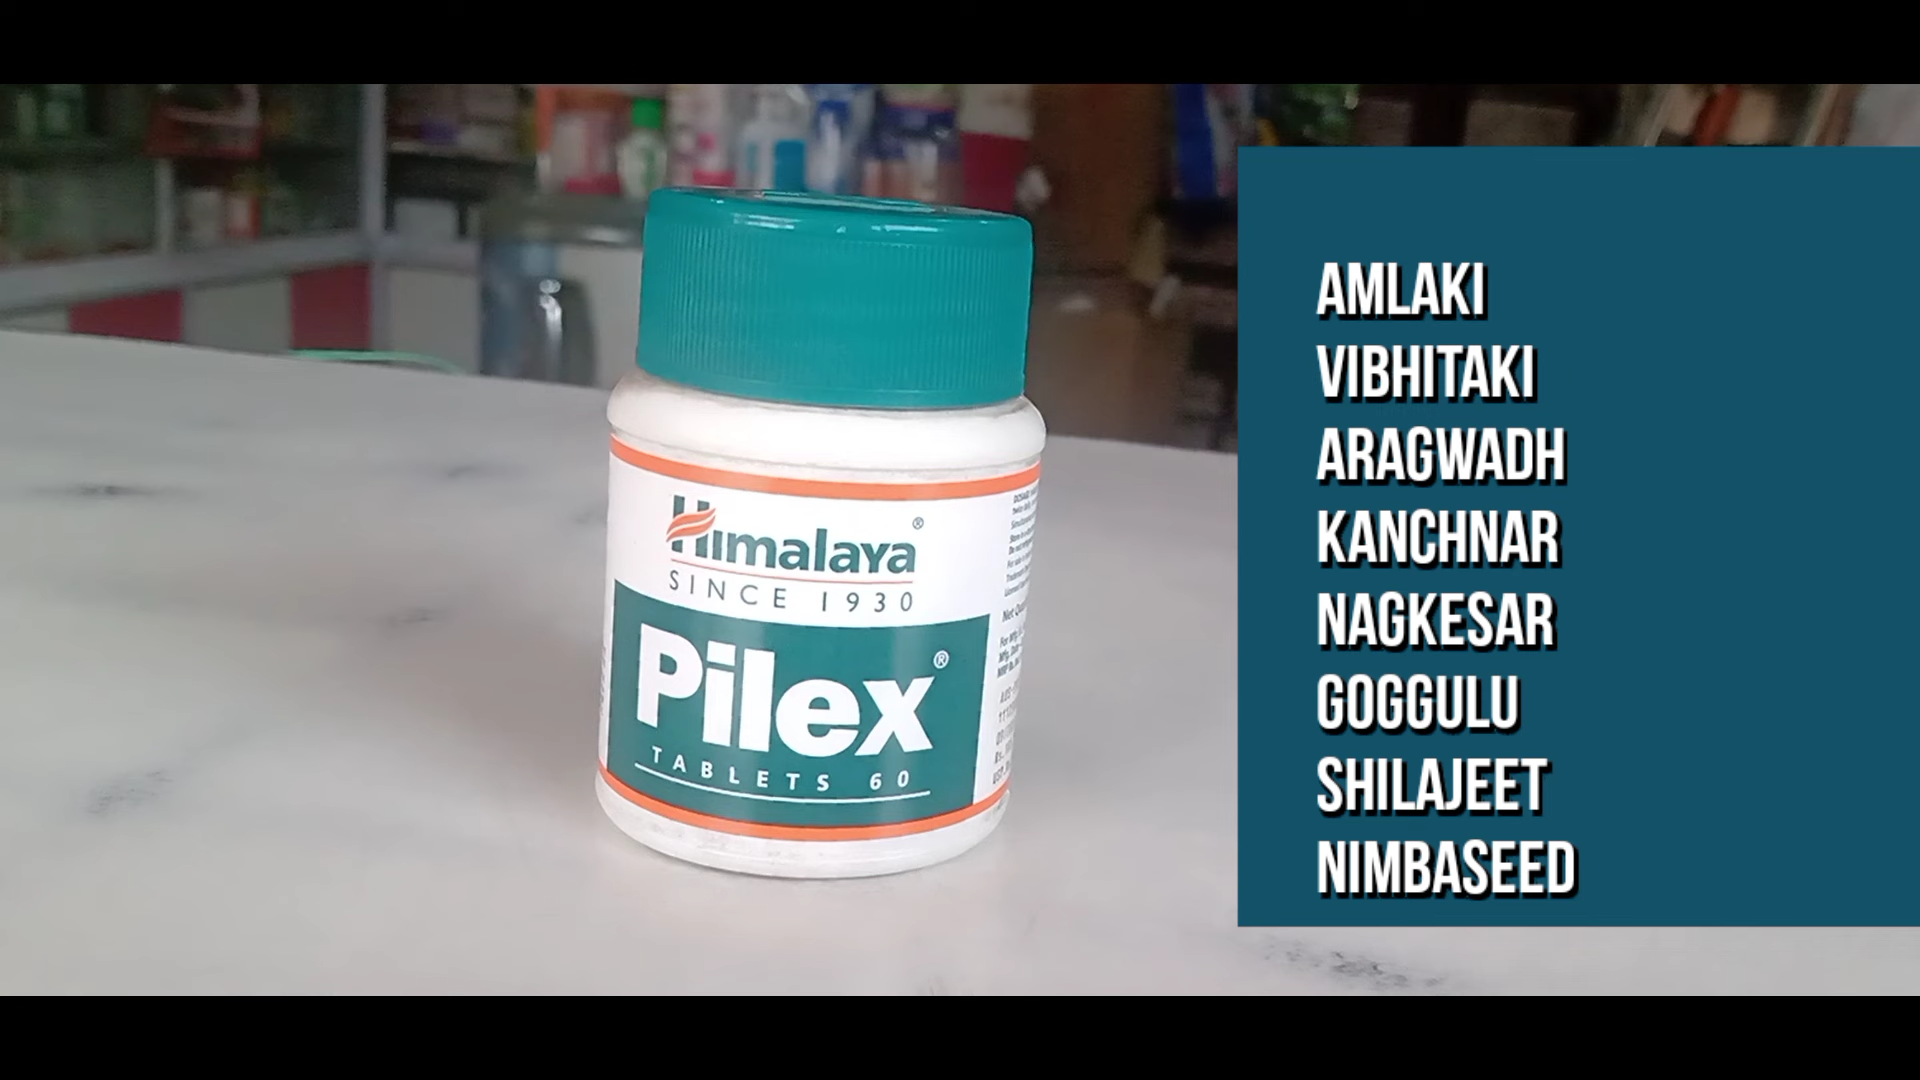 Himalaya®
SINCE 1930
Pilex®
TABLETS 60
AMLAKI
VIBHITAKI
ARAGWADH
KANCHNAR
NAGKESAR
GOGGULU
SHILAJEET
NIMBASEED